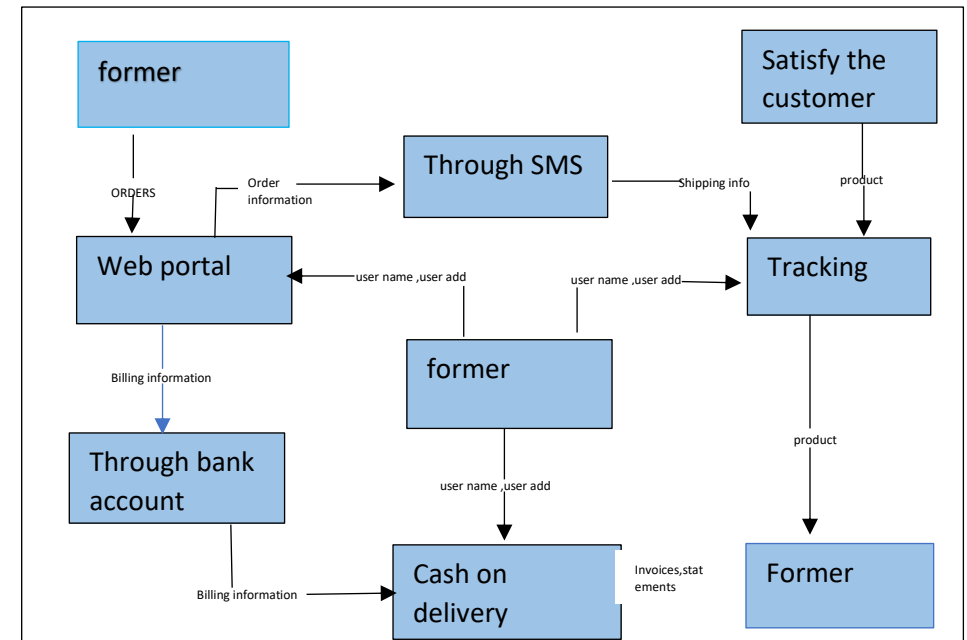 former
Satisfy the
customer
Through SMS
ORDERS
Order
information
Shipping info
product
Web portal
Tracking
user name ,user add
user name ,user add
former
Billing information
product
Through bank
account
user name ,user add
Cash on
delivery
Invoices,stat
ements
Former
Billing information